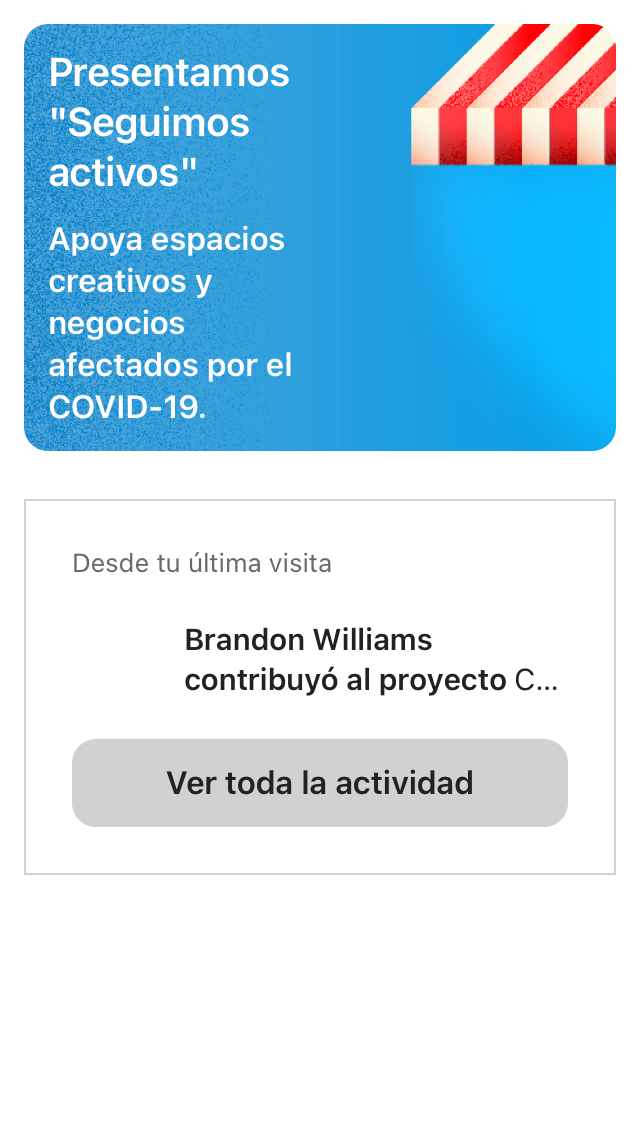 Presentamos
"Seguimos
activos"
Apoya espacios
creativos y
negocios
afectados por el
COVID-19.
Desde tu última visita
Brandon Williams
contribuyó al proyecto C...
Ver toda la actividad